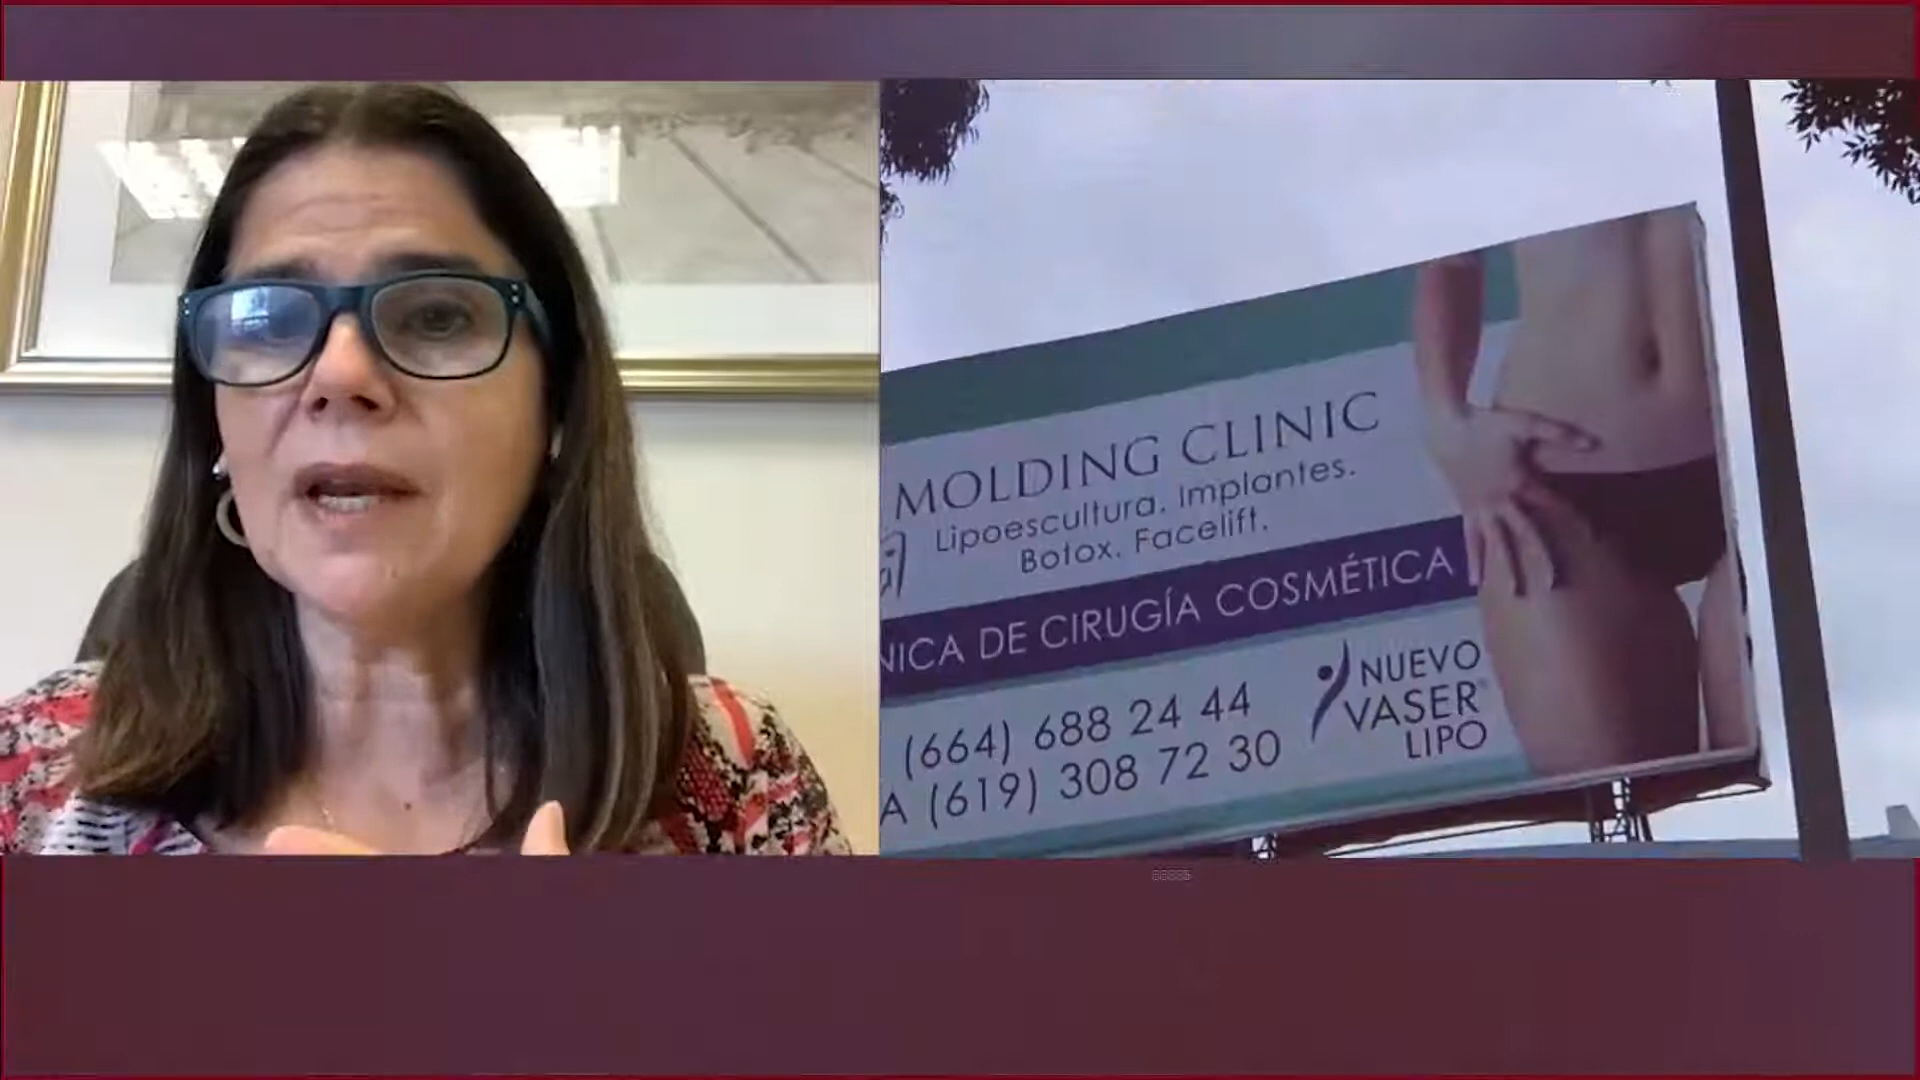 MOLDING CLINIC
Lipoescultura. Implantes.
Botox. Facelift.
NICA DE CIRUGÍA COSMÉTICA
(664) 688 24 44
A (619) 308 72 30
NUEVO
VASER®
LIPO